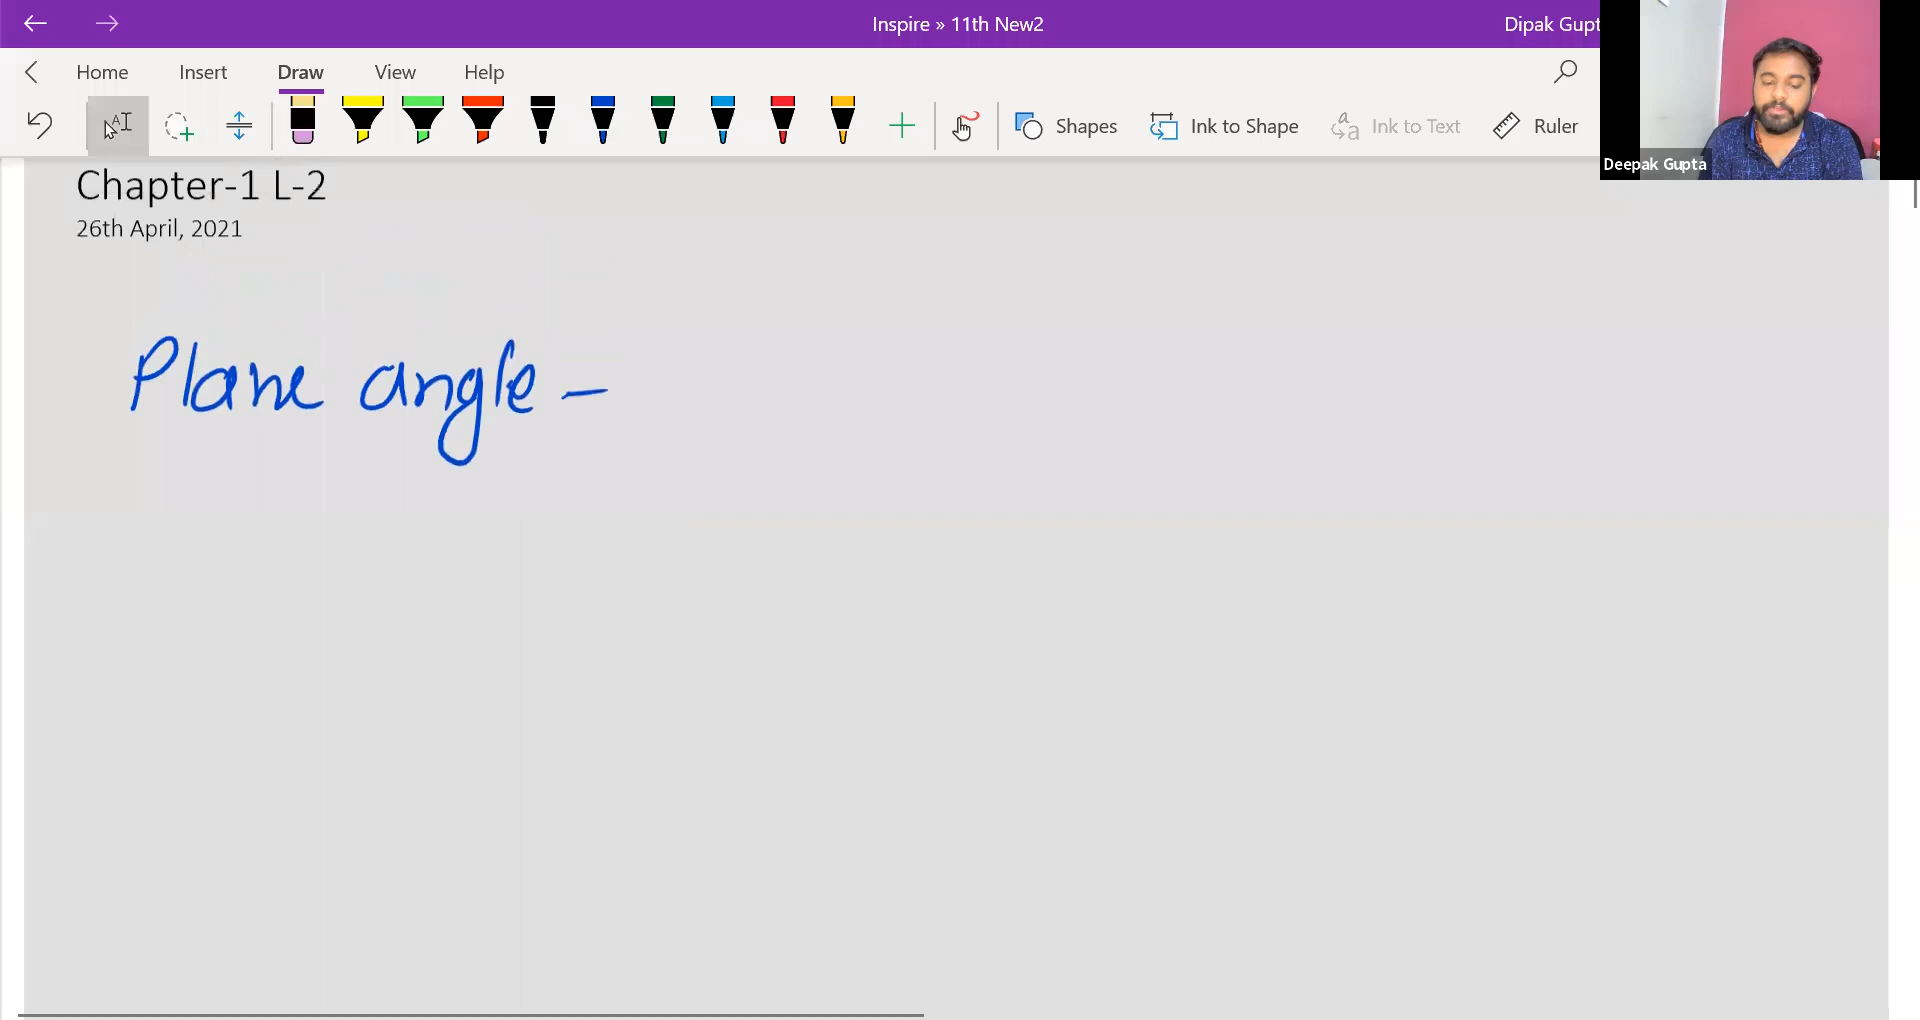 Inspire » 11th New2
Dipak Gupt
Home Insert Draw View Help
Shapes Ink to Shape Ink to Text Ruler
Deepak Gupta
Chapter-1 L-2
26th April, 2021
Plane angle –